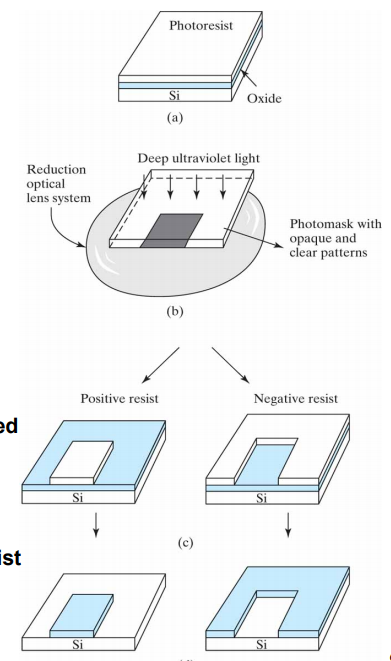 Photoresist
Si
Oxide
(a)
Deep ultraviolet light
Reduction
optical
lens system
Photomask with
opaque and
clear patterns
(b)
Positive resist
Negative resist
ed
Si
Si
(c)
ist
Si
Si